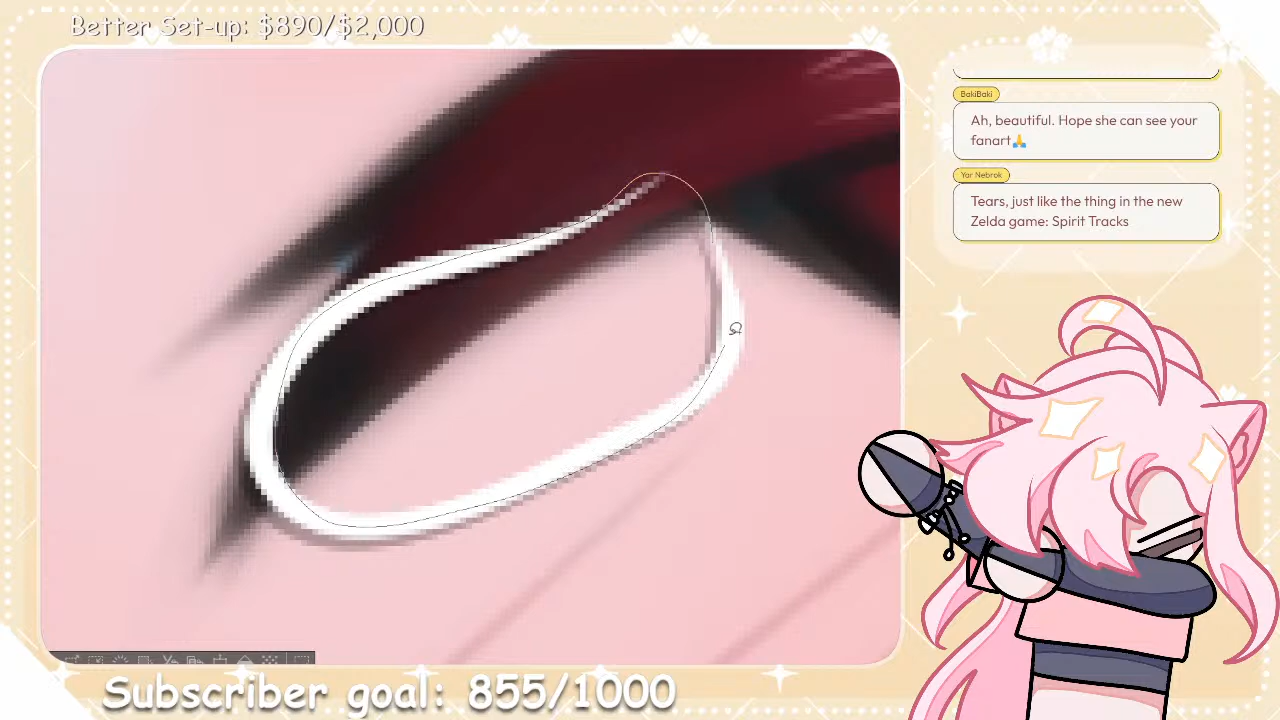 Better Set-up: $890/$2,000
BakiBaki
Ah, beautiful. Hope she can see your
fanart🙏
Yar Nebrok
Tears, just like the thing in the new
Zelda game: Spirit Tracks
Subscriber goal: 855/1000